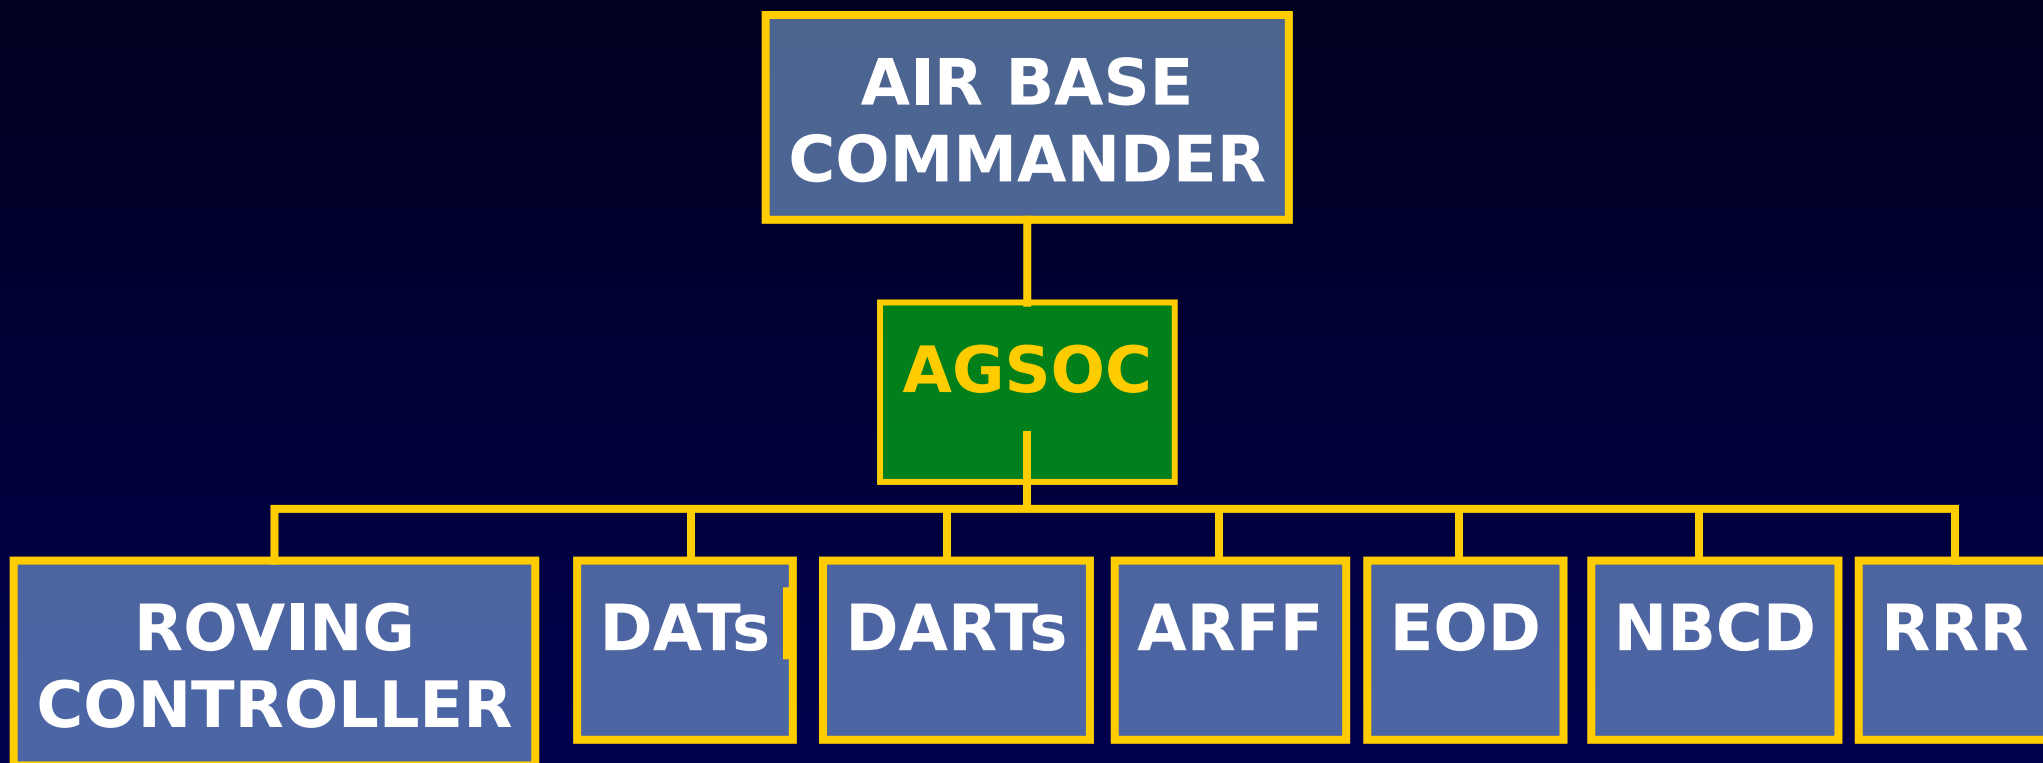 AIR BASE
COMMANDER
AGSOC
ROVING
CONTROLLER
DATs
DARTs
ARFF
EOD
NBCD
RRR